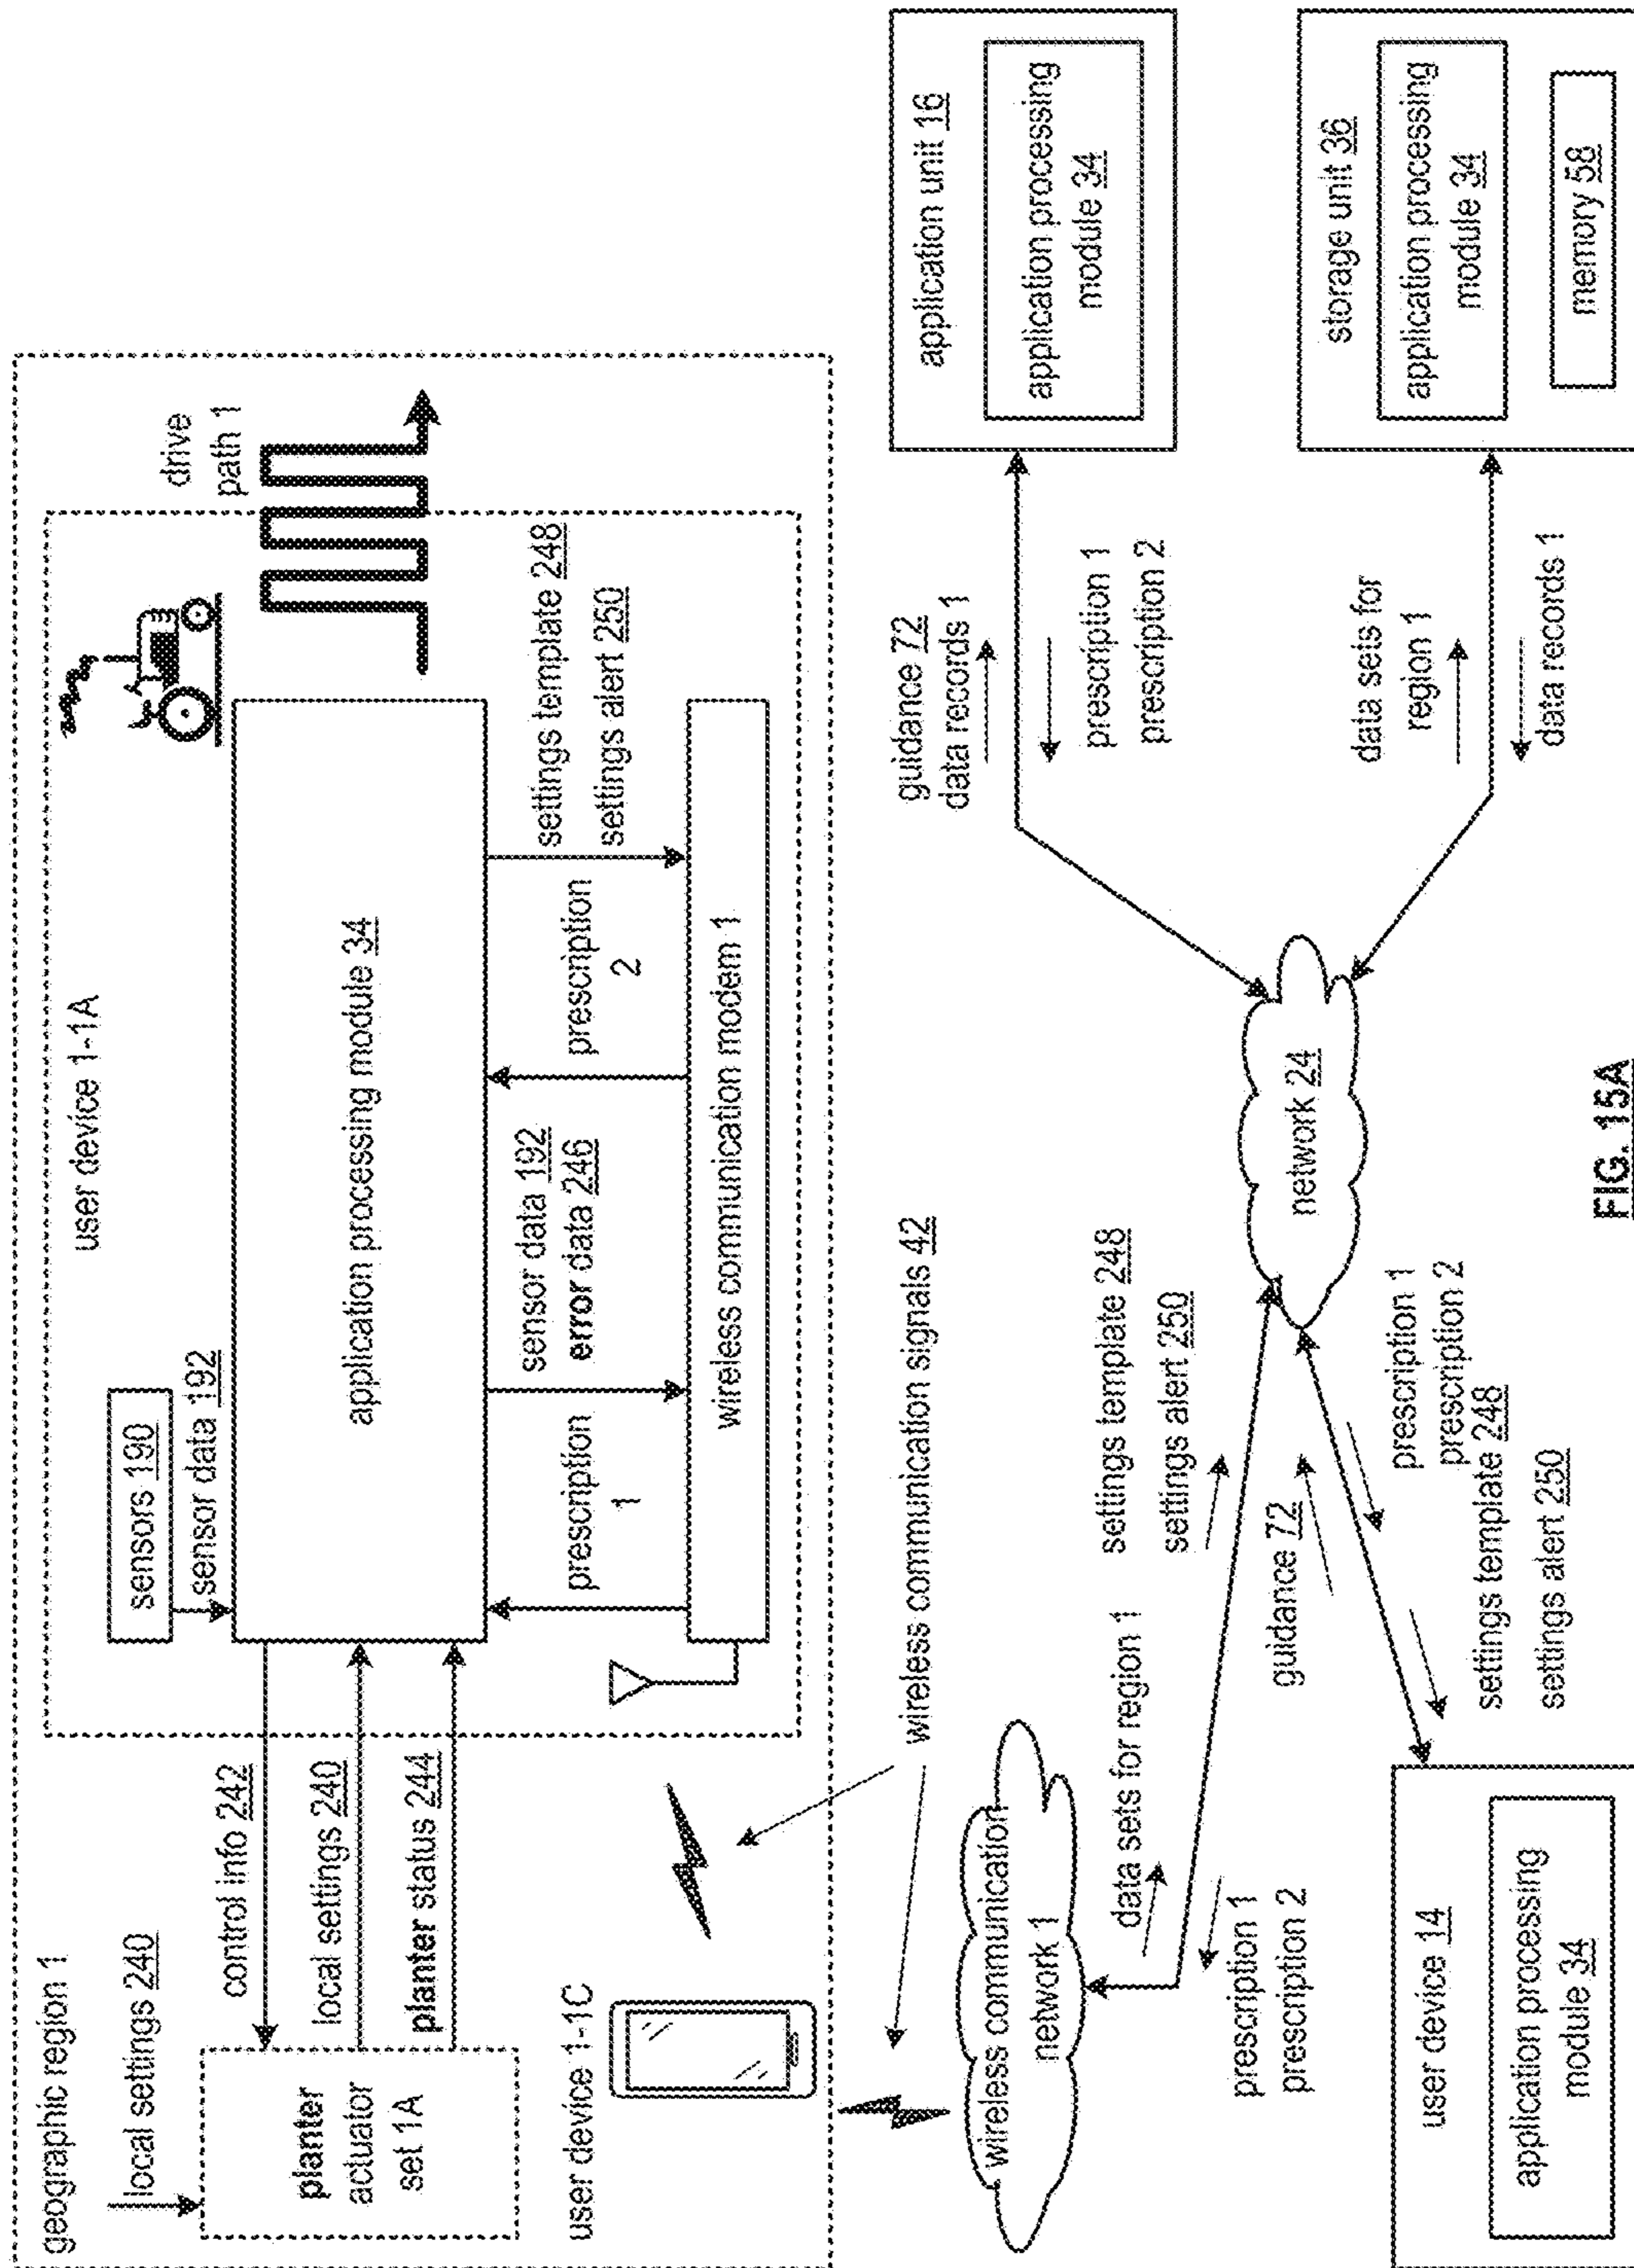 geographic region 1
local settings 240
planter
actuator
set 1A
control info 242
local settings 240
planter status 244
user device 1-1C
user device 1-1A
sensors 190
sensor data 192
application processing module 34
prescription
1
sensor data 192
error data 246
prescription
2
settings template 248
settings alert 250
wireless communication modem 1
drive
path 1
wireless communication signals 42
wireless communication
network 1
data sets for region 1
prescription 1
prescription 2
settings template 248
settings alert 250
guidance 72
prescription 1
prescription 2
settings template 248
settings alert 250
user device 14
application processing
module 34
network 24
guidance 72
data records 1
prescription 1
prescription 2
data sets for
region 1
data records 1
application unit 16
application processing
module 34
storage unit 36
application processing
module 34
memory 58
FIG. 15A